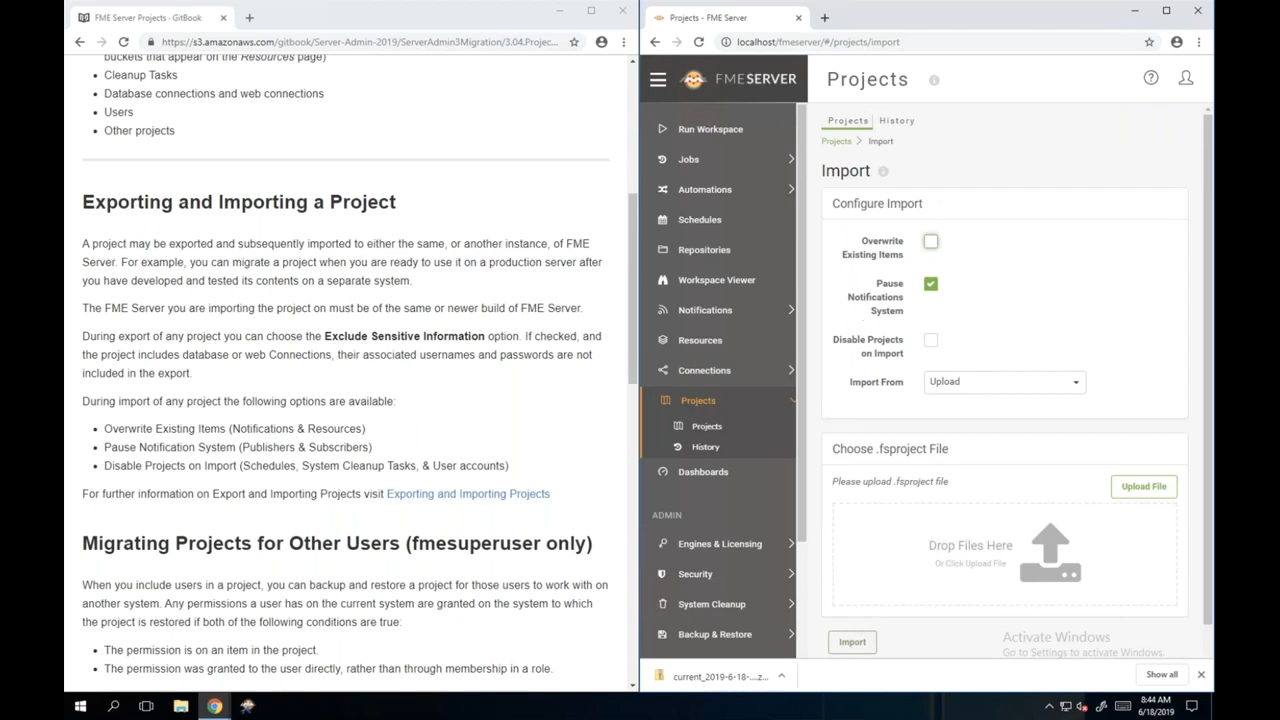 FME Server Projects · GitBook
https://s3.amazonaws.com/gitbook/Server-Admin-2019/ServerAdmin3Migration/3.04.Projec...
buckets that appear on the Resources page)
• Cleanup Tasks
• Database connections and web connections
• Users
• Other projects
Exporting and Importing a Project
A project may be exported and subsequently imported to either the same, or another instance, of FME
Server. For example, you can migrate a project when you are ready to use it on a production server after
you have developed and tested its contents on a separate system.
The FME Server you are importing the project on must be of the same or newer build of FME Server.
During export of any project you can choose the Exclude Sensitive Information option. If checked, and
the project includes database or web Connections, their associated usernames and passwords are not
included in the export.
During import of any project the following options are available:
• Overwrite Existing Items (Notifications & Resources)
• Pause Notification System (Publishers & Subscribers)
• Disable Projects on Import (Schedules, System Cleanup Tasks, & User accounts)
For further information on Export and Importing Projects visit Exporting and Importing Projects
Migrating Projects for Other Users (fmesuperuser only)
When you include users in a project, you can backup and restore a project for those users to work with on
another system. Any permissions a user has on the current system are granted on the system to which
the project is restored if both of the following conditions are true:
• The permission is on an item in the project.
• The permission was granted to the user directly, rather than through membership in a role.
Projects - FME Server
localhost/fmeserver/#/projects/import
FMESERVER
Projects
Run Workspace
Jobs
Automations
Schedules
Repositories
Workspace Viewer
Notifications
Resources
Connections
Projects
Projects
History
Dashboards
ADMIN
Engines & Licensing
Security
System Cleanup
Backup & Restore
Projects History
Projects > Import
Import
Configure Import
Overwrite
Existing Items
Pause
Notifications
System
Disable Projects
on Import
Import From Upload
Choose .fsproject File
Please upload .fsproject file
Upload File
Drop Files Here
Or Click Upload File
Import
Activate Windows
Go to Settings to activate Windows.
current_2019-6-18-....z...
Show all
8:44 AM
6/18/2019